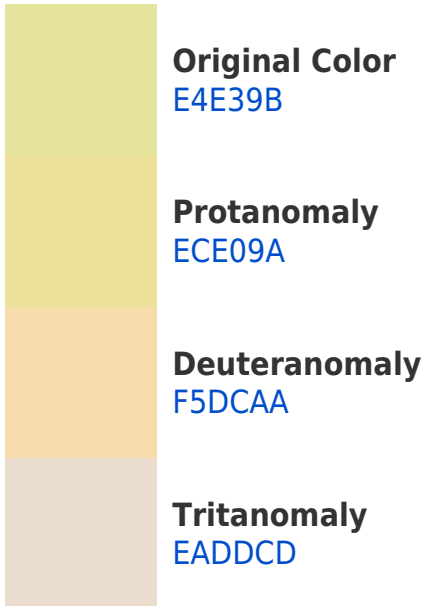 Original Color
E4E39B
Protanomaly
ECE09A
Deuteranomaly
F5DCAA
Tritanomaly
EADDCD